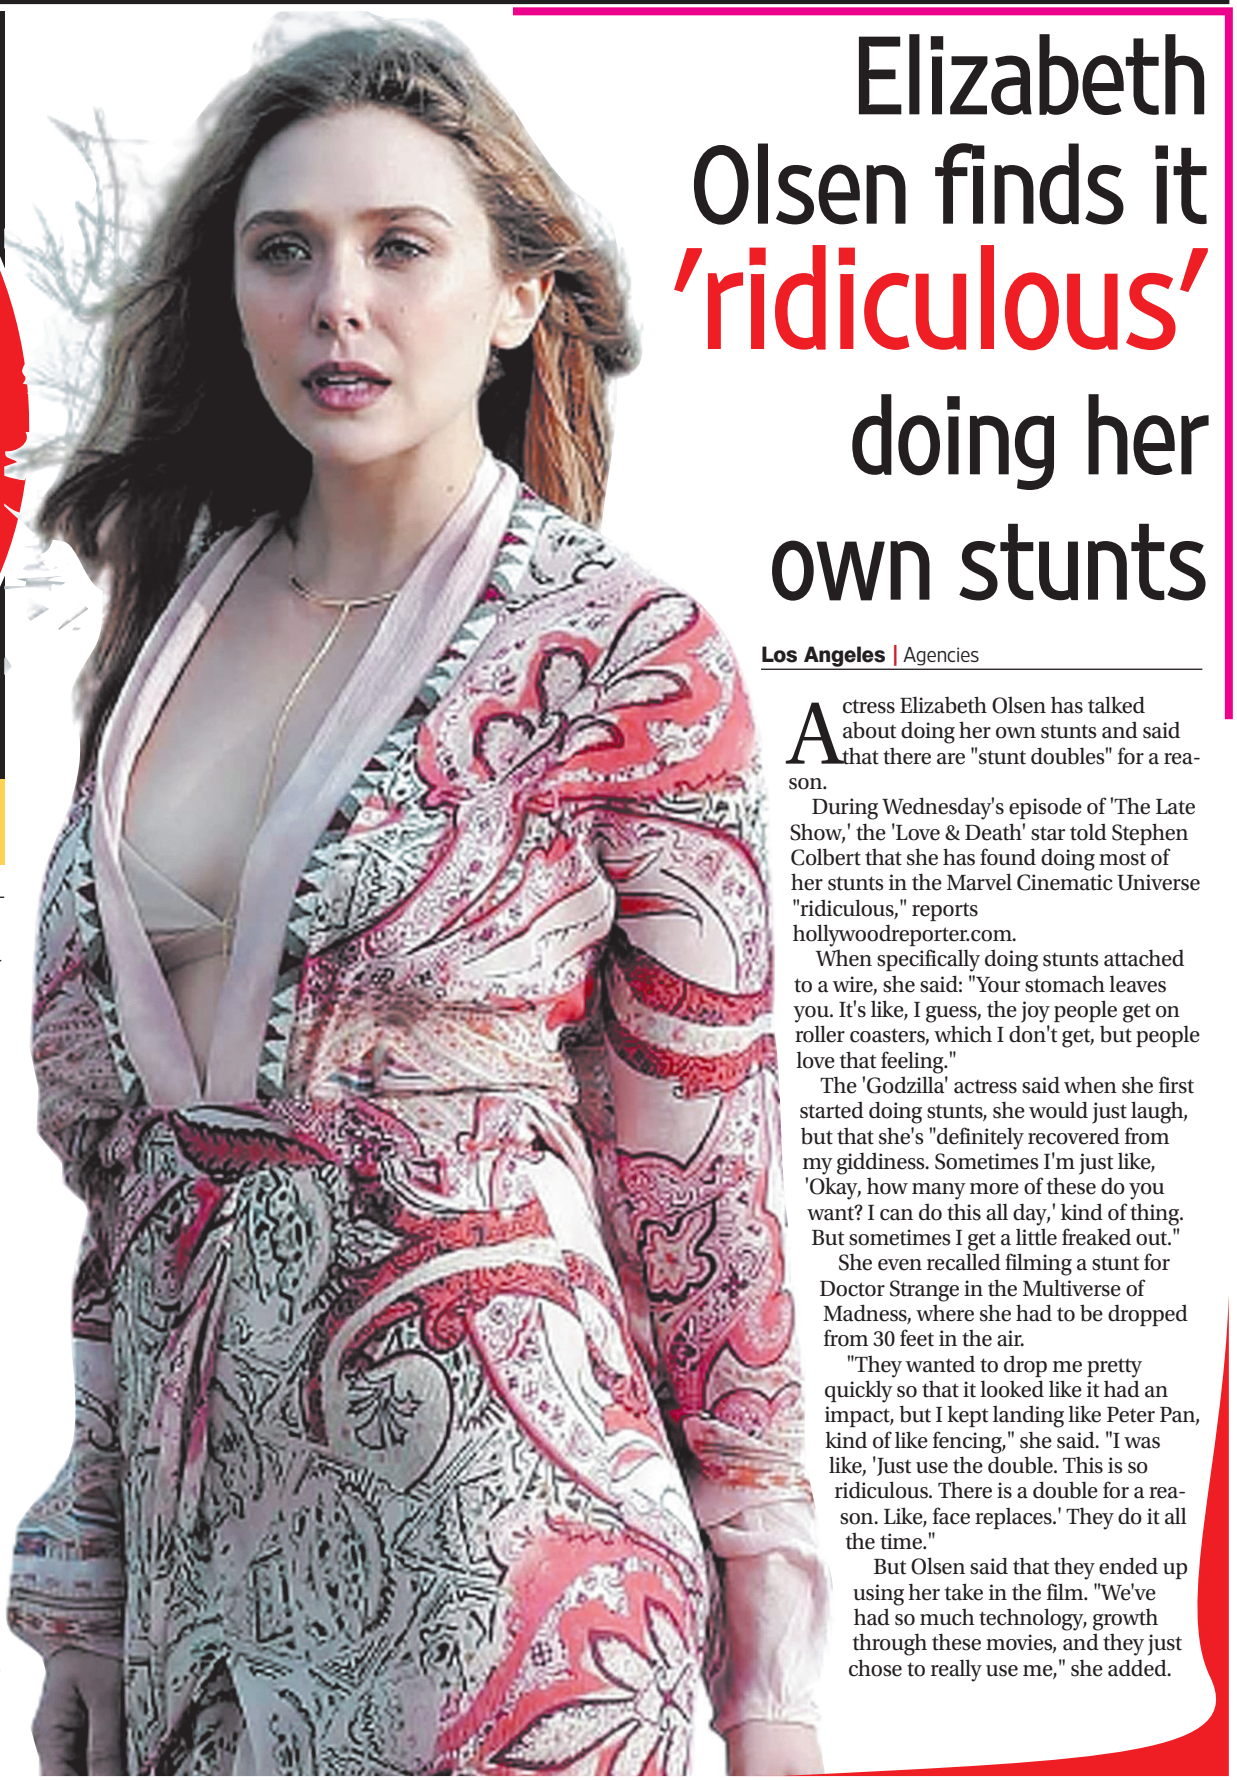 Elizabeth
Olsen finds it
'ridiculous'
doing her
own stunts
Los Angeles | Agencies
Actress Elizabeth Olsen has talked
about doing her own stunts and said
that there are "stunt doubles" for a rea-
son.
During Wednesday's episode of 'The Late
Show,' the 'Love & Death' star told Stephen
Colbert that she has found doing most of
her stunts in the Marvel Cinematic Universe
"ridiculous," reports
hollywoodreporter.com.
When specifically doing stunts attached
to a wire, she said: "Your stomach leaves
you. It's like, I guess, the joy people get on
roller coasters, which I don't get, but people
love that feeling."
The 'Godzilla' actress said when she first
started doing stunts, she would just laugh,
but that she's "definitely recovered from
my giddiness. Sometimes I'm just like,
'Okay, how many more of these do you
want? I can do this all day,' kind of thing.
But sometimes I get a little freaked out."
She even recalled filming a stunt for
Doctor Strange in the Multiverse of
Madness, where she had to be dropped
from 30 feet in the air.
"They wanted to drop me pretty
quickly so that it looked like it had an
impact, but I kept landing like Peter Pan,
kind of like fencing," she said. "I was
like, 'Just use the double. This is so
ridiculous. There is a double for a rea-
son. Like, face replaces.' They do it all
the time."
But Olsen said that they ended up
using her take in the film. "We've
had so much technology, growth
through these movies, and they just
chose to really use me," she added.